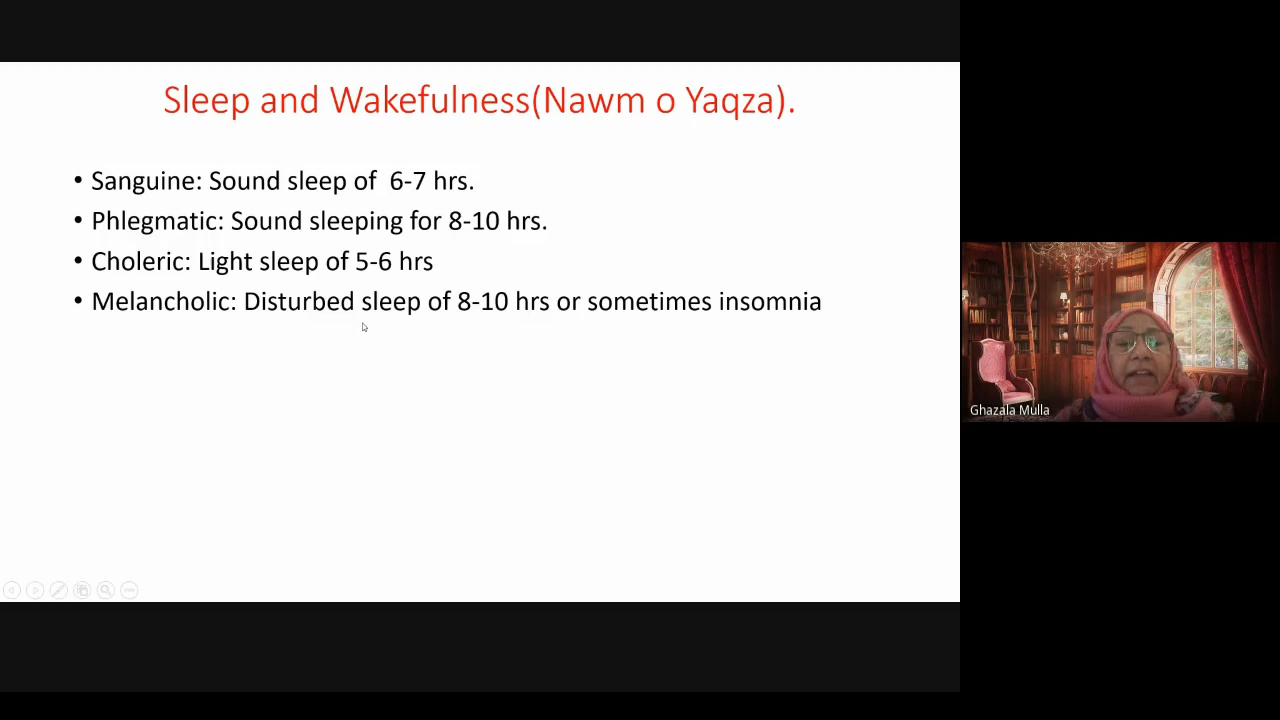 Sleep and Wakefulness(Nawm o Yaqza).
• Sanguine: Sound sleep of  6-7 hrs.
• Phlegmatic: Sound sleeping for 8-10 hrs.
• Choleric: Light sleep of 5-6 hrs
• Melancholic: Disturbed sleep of 8-10 hrs or sometimes insomnia
Ghazala Mulla